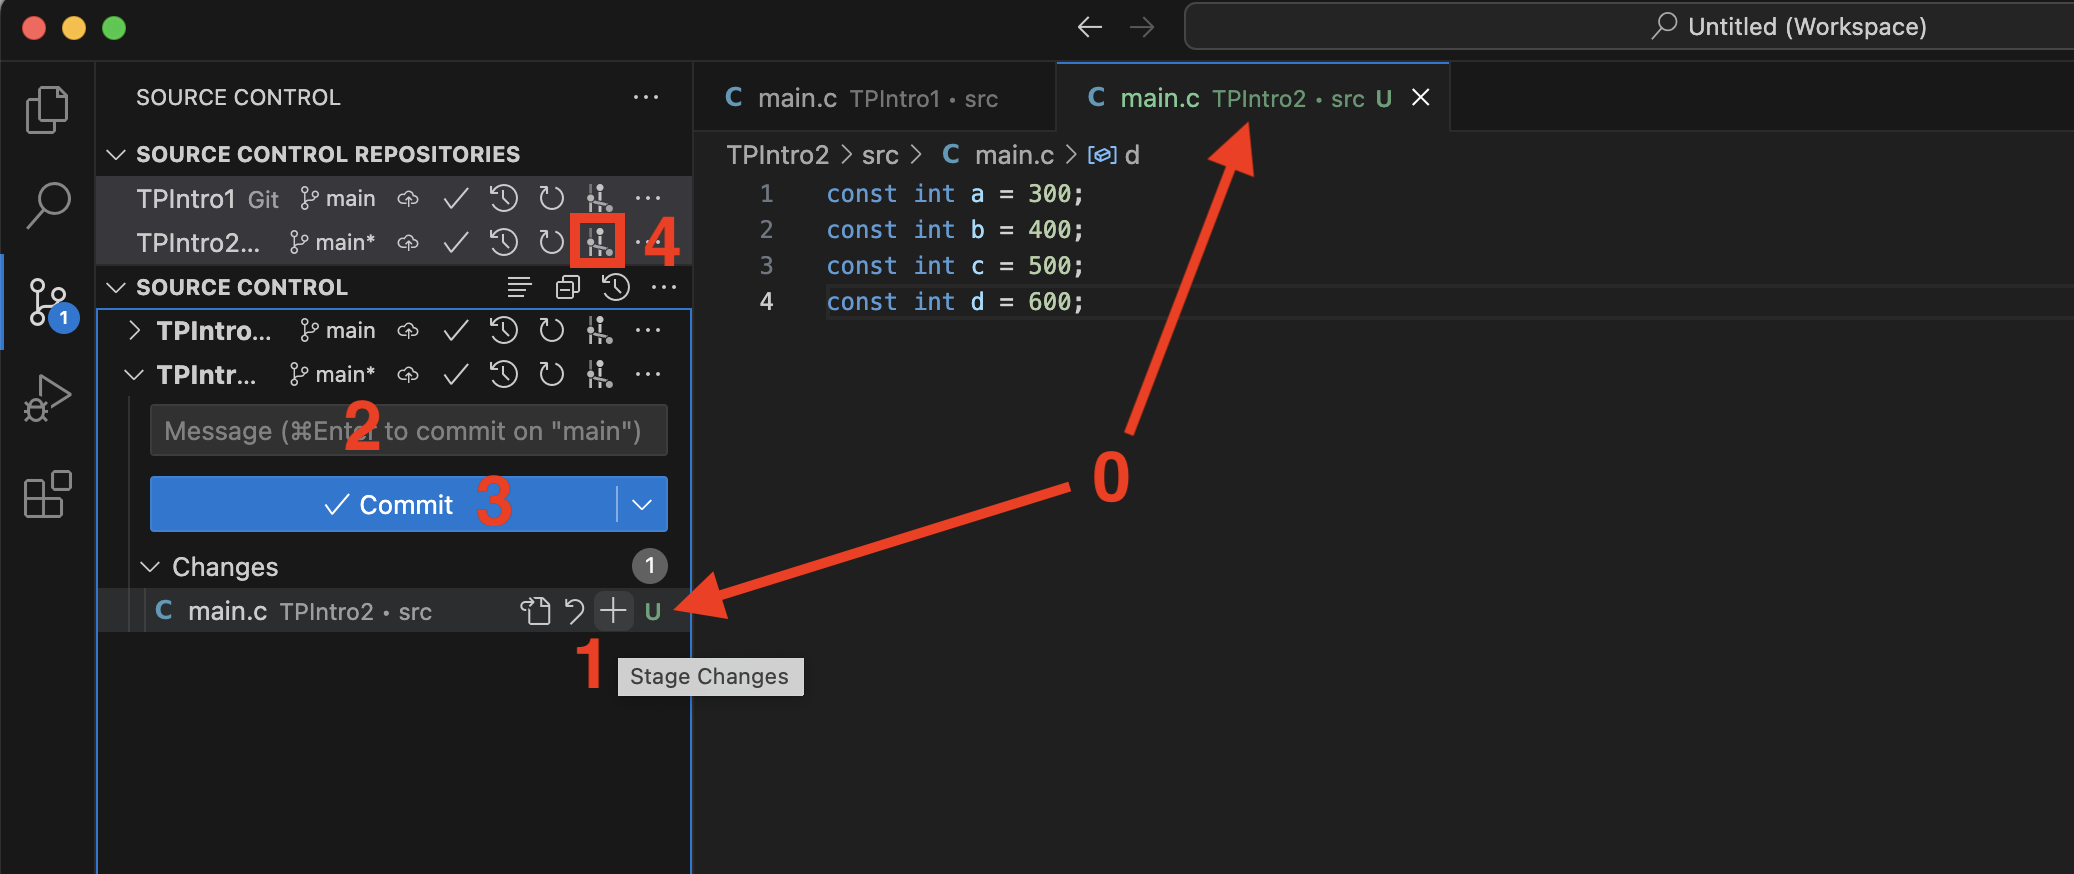 Untitled (Workspace)
SOURCE CONTROL
SOURCE CONTROL REPOSITORIES
TPIntro1 Git main
TPIntro2... main*
4
SOURCE CONTROL
1
TPIntro... main
TPIntr... main*
Message (⌘Enter to commit on "main")
2
Commit
3
Changes 1
C main.c TPIntro2 • src U
1
Stage Changes
C main.c TPIntro1 • src
C main.c TPIntro2 • src U
TPIntro2 > src > C main.c > d
1 const int a = 300;
2 const int b = 400;
3 const int c = 500;
4 const int d = 600;
0